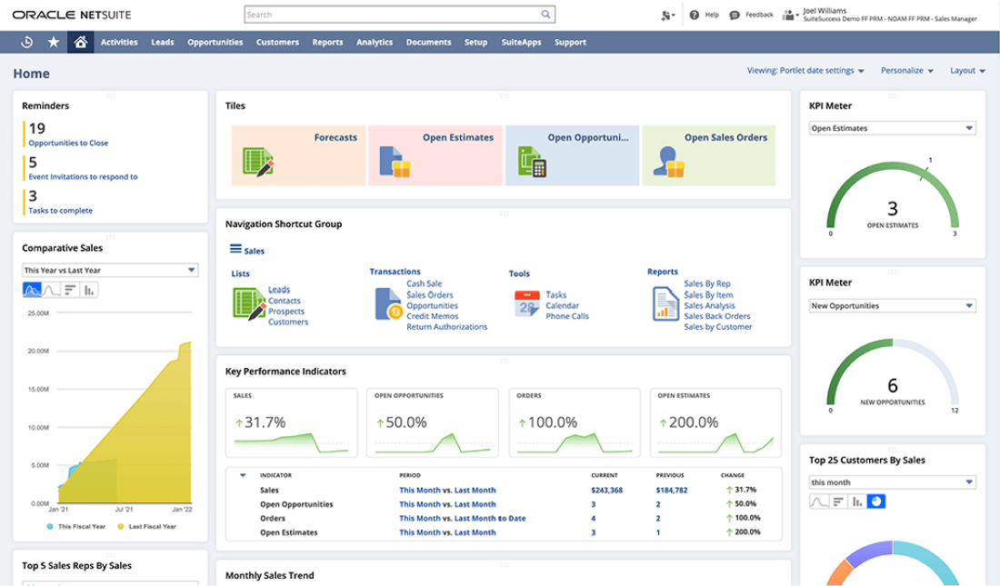 ORACLE NETSUITE
Search
Help
Feedback
Joel Williams
SuiteSuccess Demo FF PRM - NOAM FF PRM - Sales Manager
Activities
Leads
Opportunities
Customers
Reports
Analytics
Documents
Setup
SuiteApps
Support
Home
Viewing: Portlet date settings
Personalize
Layout
Reminders
19
Opportunities to Close
5
Event Invitations to respond to
3
Tasks to complete
Comparative Sales
This Year vs Last Year
25.00M
20.00M
15.00M
10.00M
5.00M
0.00M
Jan '21
Jul '21
Jan '22
This Fiscal Year
Last Fiscal Year
Top 5 Sales Reps By Sales
Tiles
Forecasts
Open Estimates
Open Opportuni...
Open Sales Orders
Navigation Shortcut Group
Sales
Lists
Leads
Contacts
Prospects
Customers
Transactions
Cash Sale
Sales Orders
Opportunities
Credit Memos
Return Authorizations
Tools
28
Tasks
Calendar
Phone Calls
Reports
Sales By Rep
Sales By Item
Sales Analysis
Sales Back Orders
Sales by Customer
Key Performance Indicators
SALES
31.7%
OPEN OPPORTUNITIES
50.0%
ORDERS
100.0%
OPEN ESTIMATES
200.0%
INDICATOR PERIOD CURRENT PREVIOUS CHANGE
Sales This Month vs. Last Month $243,368 $184,782 31.7%
Open Opportunities This Month vs. Last Month 3 2 50.0%
Orders This Month vs. Last Month to Date 4 2 100.0%
Open Estimates This Month vs. Last Month 3 1 200.0%
Monthly Sales Trend
KPI Meter
Open Estimates
1
3
OPEN ESTIMATES
0
3
KPI Meter
New Opportunities
6
NEW OPPORTUNITIES
0
12
Top 25 Customers By Sales
this month